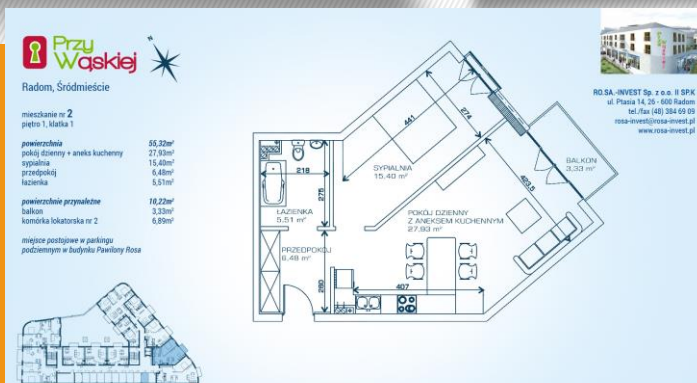 Przy
Wąskiej
Radom, Śródmieście
mieszkanie nr 2
piętro 1, klatka 1
powierzchnia 55,32m²
pokój dzienny + aneks kuchenny 27,93m²
sypialnia 15,40m²
przedpokój 6,48m²
łazienka 5,51m²
powierzchnie przynależne 10,22m²
balkon 3,33m²
komórka lokatorska nr 2 6,89m²
miejsce postojowe w parkingu
podziemnym w budynku Pawilony Rosa
RO.SA.-INVEST Sp. z o.o. II SP.K
ul. Ptasia 14, 26 - 600 Radom
tel./fax (48) 384 69 09
rosa-invest@rosa-invest.pl
www.rosa-invest.pl
441
274
SYPIALNIA
15.40 m²
218
275
ŁAZIENKA
5.51 m²
BALKON
3,33 m²
423,5
POKÓJ DZIENNY
Z ANEKSEM KUCHENNYM
27.93 m²
PRZEDPOKÓJ
6,48 m²
260
407